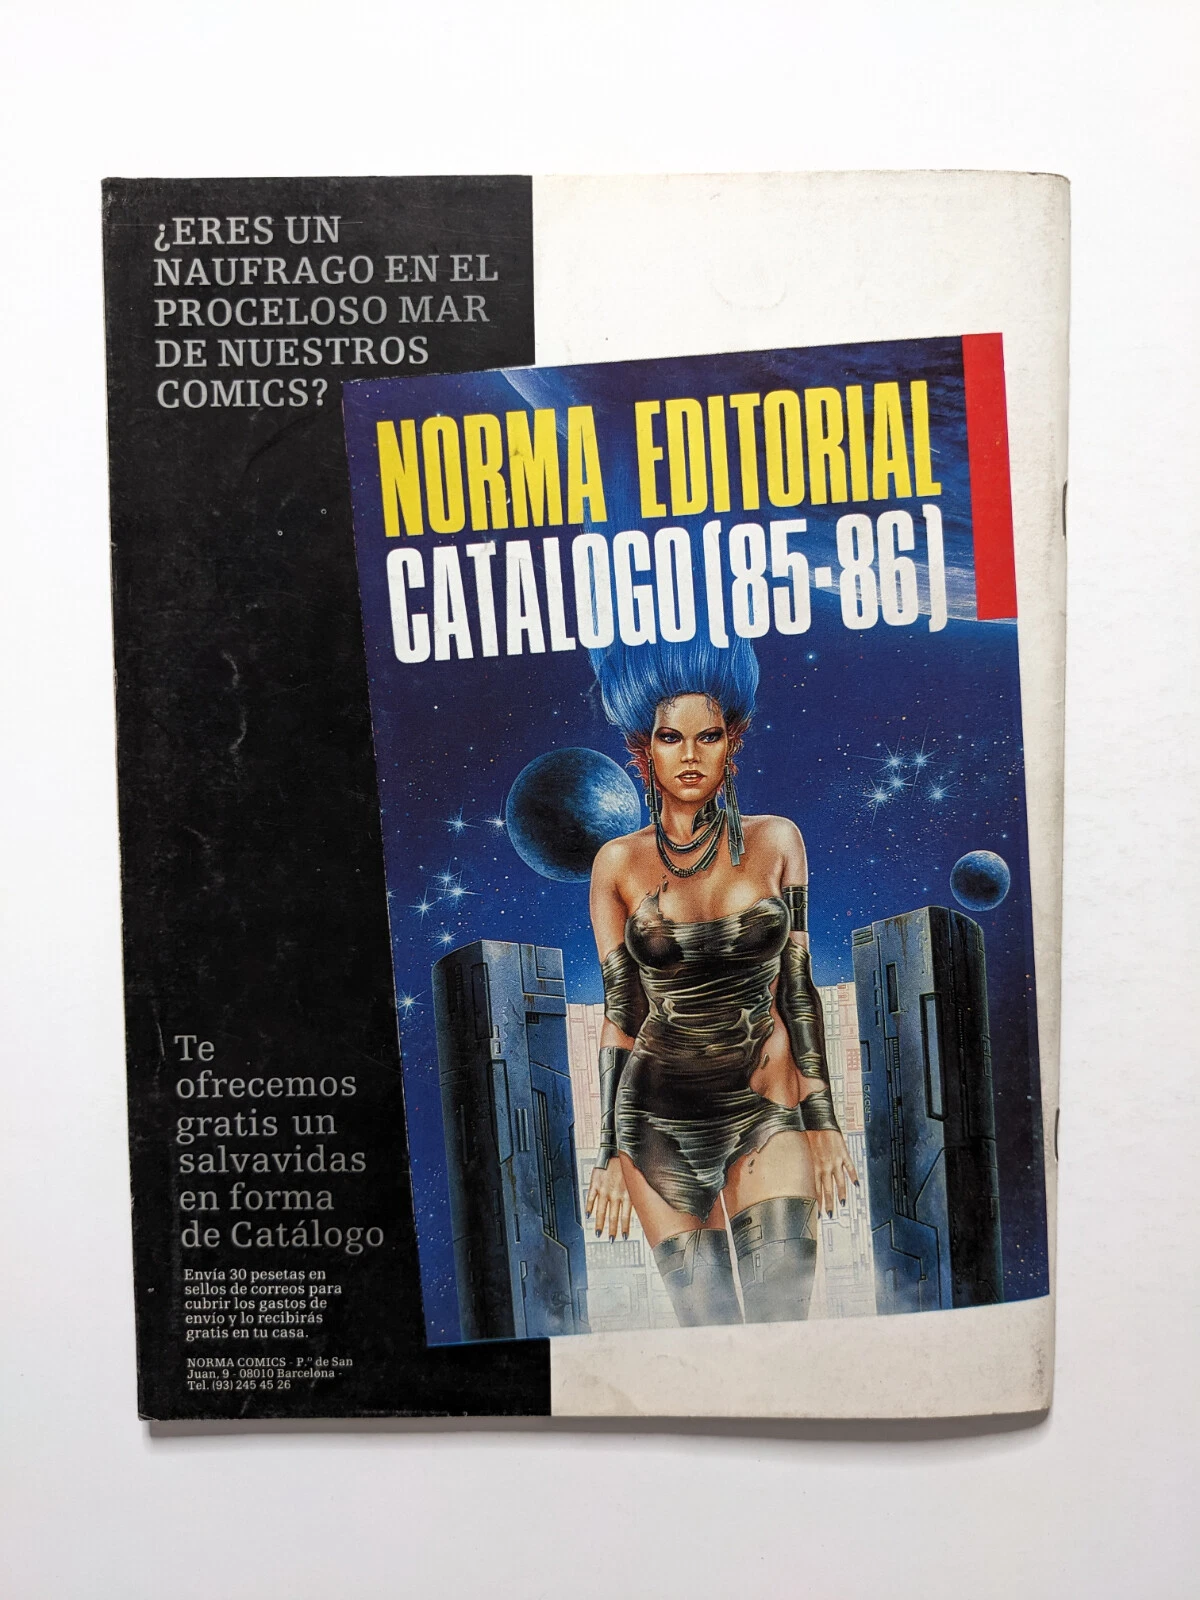 ¿ERES UN
NAUFRAGO EN EL
PROCELOSO MAR
DE NUESTROS
COMICS?
NORMA EDITORIAL
CATALOGO (85-86)
Te
ofrecemos
gratis un
salvavidas
en forma
de Catálogo
Envía 30 pesetas en
sellos de correos para
cubrir los gastos de
envío y lo recibirás
gratis en tu casa.
NORMA COMICS - P.º de San
Juan, 9 - 08010 Barcelona -
Tel. (93) 245 45 26